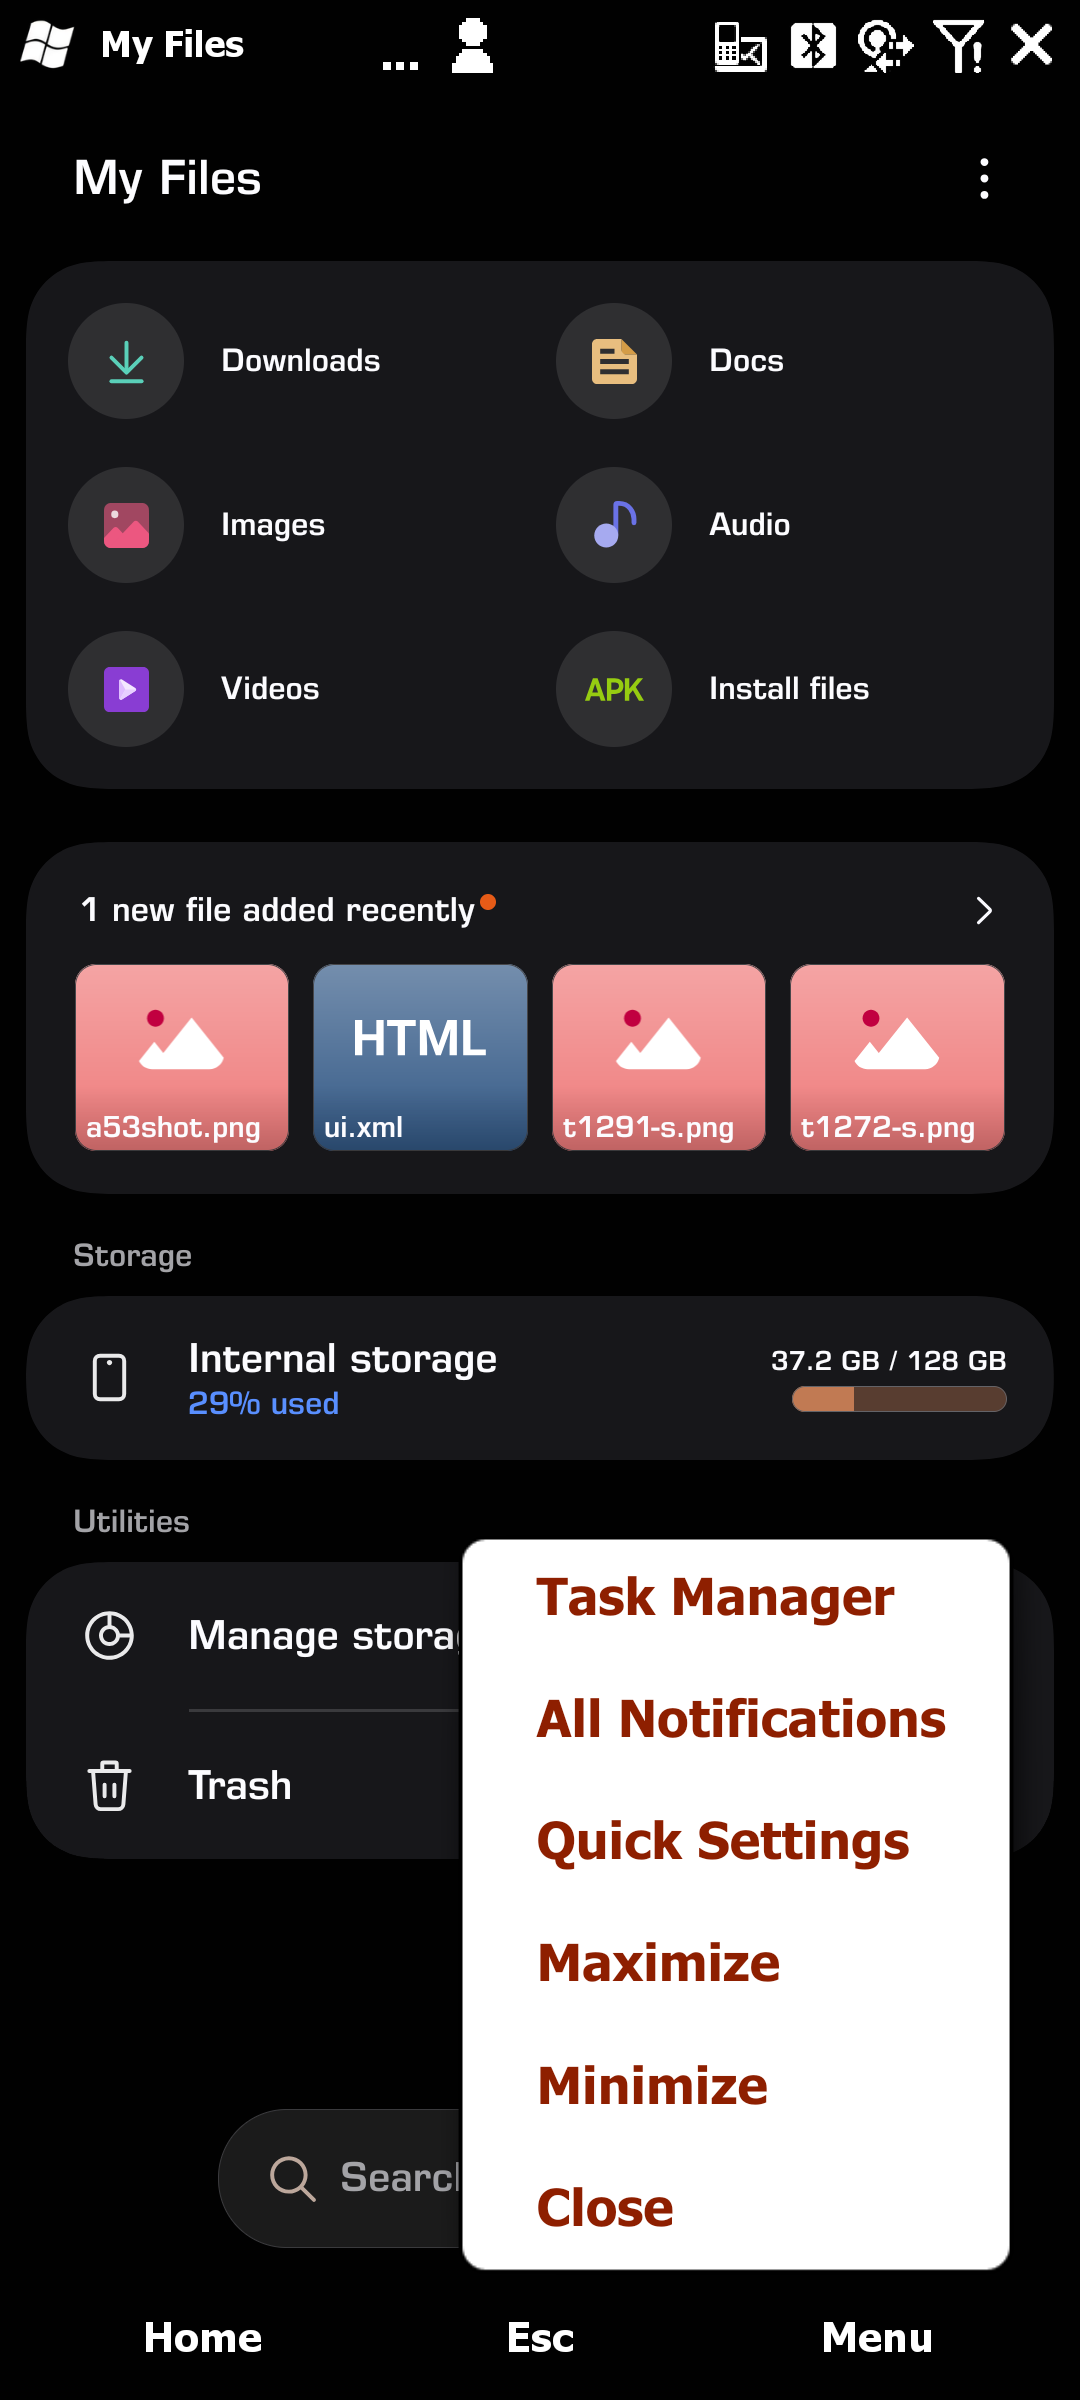 My Files
...
My Files
Downloads
Docs
Images
Audio
Videos
APK
Install files
1 new file added recently
HTML
a53shot.png
ui.xml
t1291-s.png
t1272-s.png
Storage
Internal storage
37.2 GB / 128 GB
29% used
Utilities
Manage storag
Trash
Task Manager
All Notifications
Quick Settings
Maximize
Minimize
Close
Search
Home
Esc
Menu